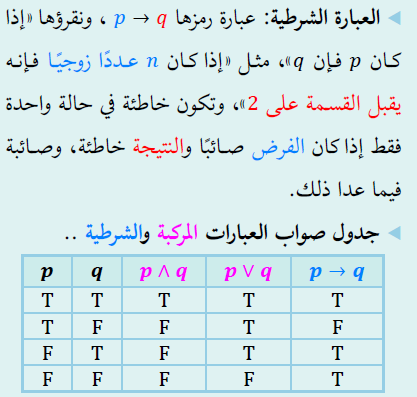 ◄ العبارة الشرطية: عبارة رمزها p → q ، ونقرؤها «إذا
كان p فإن q»، مثل «إذا كان n عددًا زوجيًا فإنه
يقبل القسمة على 2»، وتكون خاطئة في حالة واحدة
فقط إذا كان الفرض صائبًا والنتيجة خاطئة، وصائبة
فيما عدا ذلك.
◄ جدول صواب العبارات المركبة والشرطية ..
p q p ∧ q p ∨ q p → q
T T T T T
T F F T F
F T F T T
F F F F T